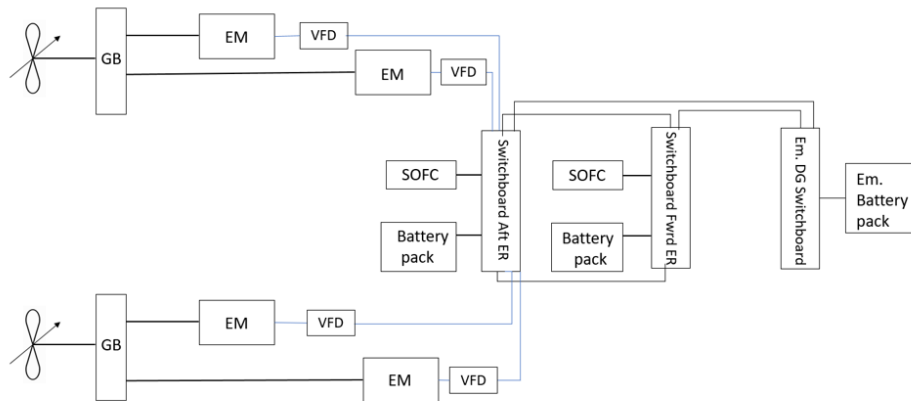 EM
VFD
GB
EM
VFD
Switchboard Aft ER
SOFC
Battery
pack
Switchboard Fwrd ER
SOFC
Battery
pack
Em. DG Switchboard
Em.
Battery
pack
EM
VFD
GB
EM
VFD